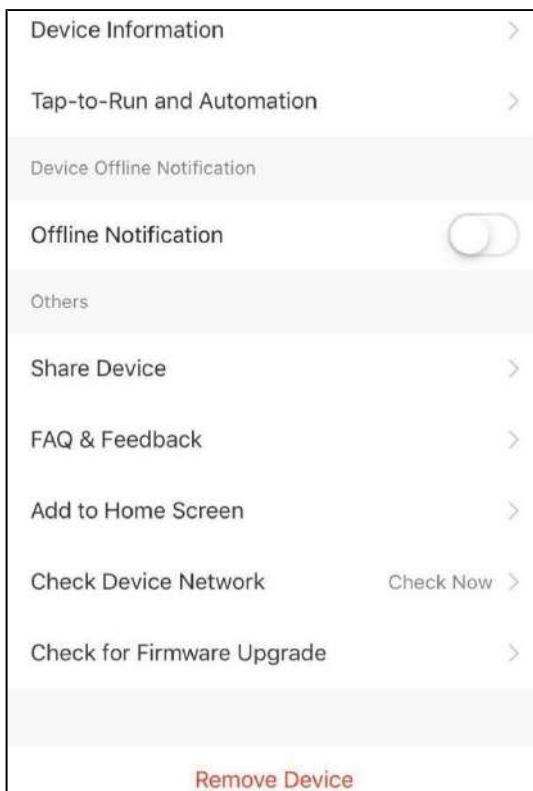 Device Information
Tap-to-Run and Automation
Device Offline Notification
Offline Notification
Others
Share Device
FAQ & Feedback
Add to Home Screen
Check Device Network Check Now
Check for Firmware Upgrade
Remove Device